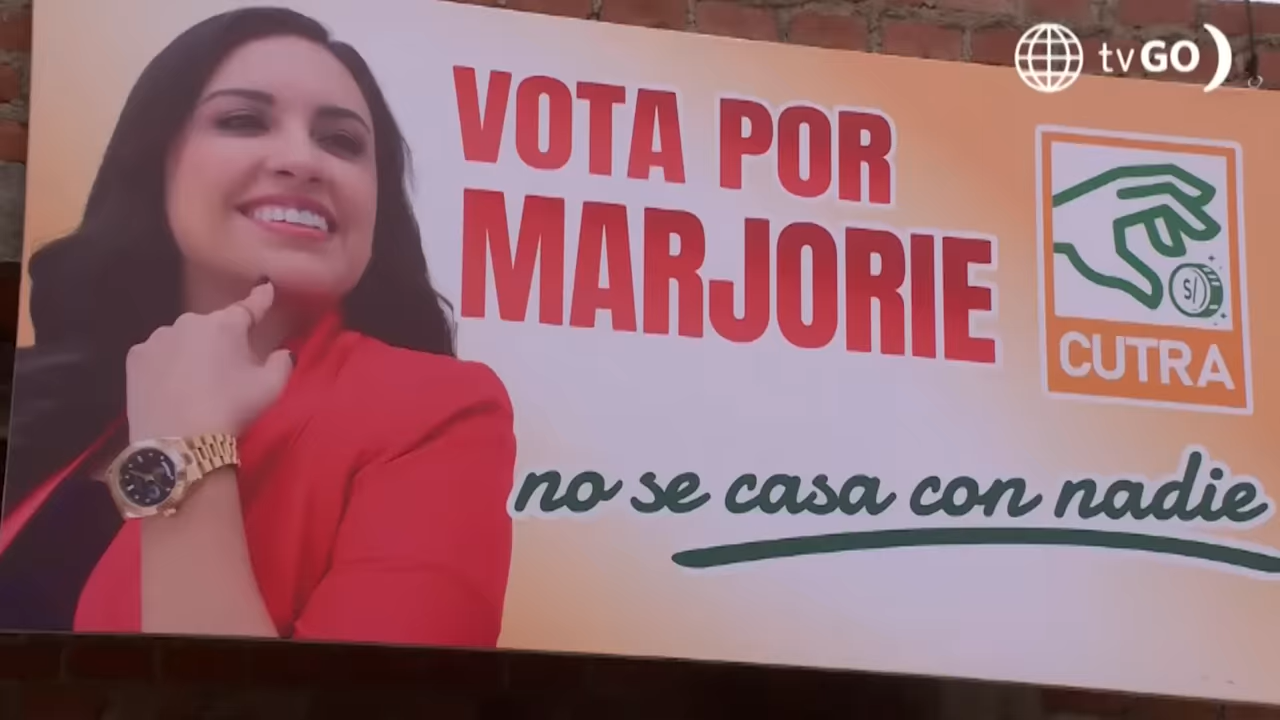 tvGO
VOTA POR
MARJORIE
S/
CUTRA
no se casa con nadie